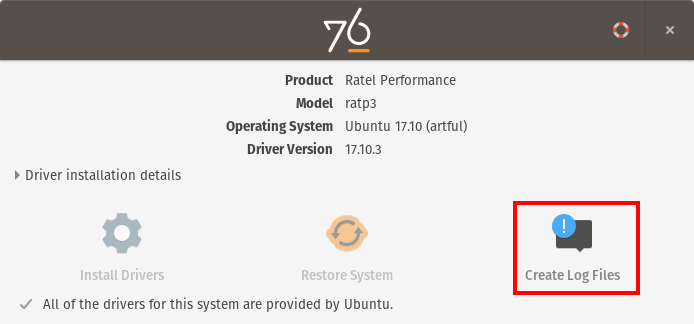 76
Product Ratel Performance
Model ratp3
Operating System Ubuntu 17.10 (artful)
Driver Version 17.10.3
Driver installation details
!
Install Drivers Restore System Create Log Files
All of the drivers for this system are provided by Ubuntu.